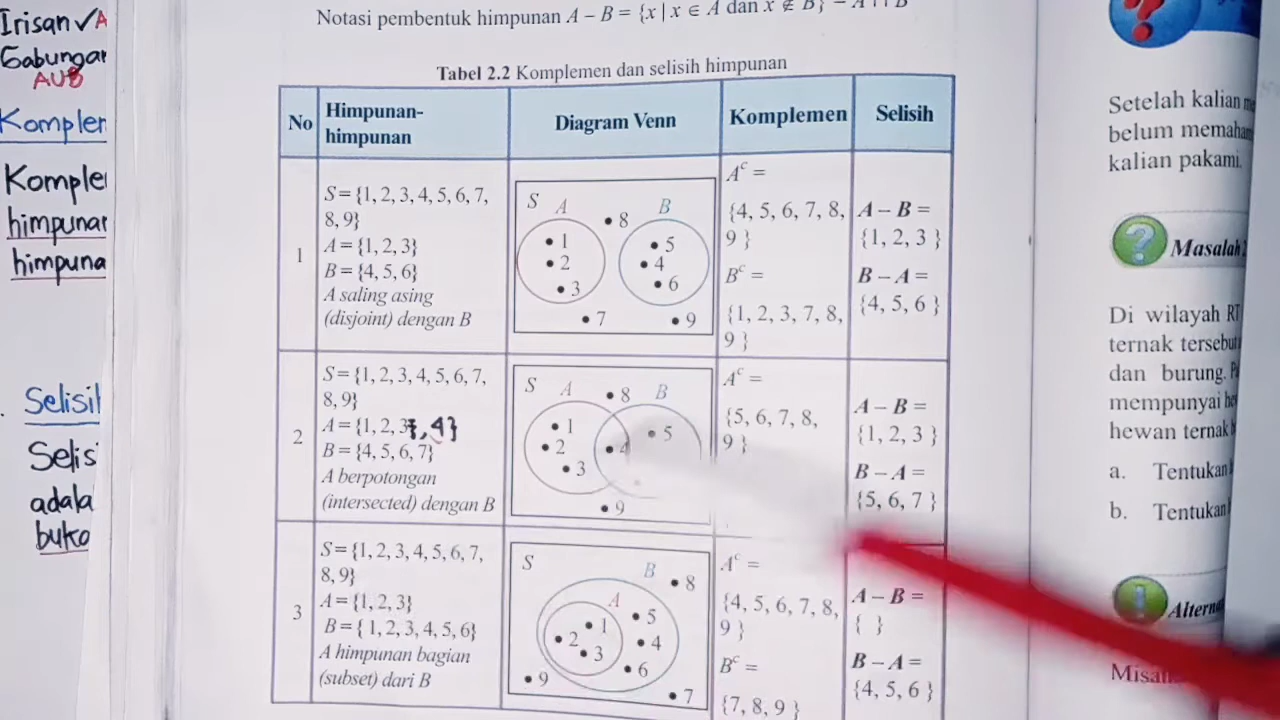 Irisan ✓ A
Gabungan
AUB
Komplem
Komple
himpunan
himpuna
Selisih
Selis
adala
buka
Notasi pembentuk himpunan A – B = {x | x ∈ A dan x ∉ B}
Tabel 2.2 Komplemen dan selisih himpunan
No
Himpunan-
himpunan
Diagram Venn
Komplemen
Selisih
1
S = {1, 2, 3, 4, 5, 6, 7,
8, 9}
A = {1, 2, 3}
B = {4, 5, 6}
A saling asing
(disjoint) dengan B
S
A
B
8
1
2
3
5
4
6
7
9
Aᶜ =
{4, 5, 6, 7, 8,
9 }
Bᶜ =
{1, 2, 3, 7, 8,
9 }
A – B =
{1, 2, 3 }
B – A =
{4, 5, 6 }
2
S = {1, 2, 3, 4, 5, 6, 7,
8, 9}
A = {1, 2, 3}, 4}
B = {4, 5, 6, 7}
A berpotongan
(intersected) dengan B
S
A
B
8
1
2
3
4
5
9
Aᶜ =
{5, 6, 7, 8,
9 }
A – B =
{1, 2, 3 }
B – A =
{5, 6, 7 }
3
S = {1, 2, 3, 4, 5, 6, 7,
8, 9}
A = {1, 2, 3}
B = { 1, 2, 3, 4, 5, 6}
A himpunan bagian
(subset) dari B
S
B
A
8
1
2
3
5
4
6
9
7
Aᶜ =
{4, 5, 6, 7, 8,
9 }
Bᶜ =
{7, 8, 9 }
A – B =
{ }
B – A =
{4, 5, 6 }
Setelah kalian
belum memaha
kalian pakami.
Masalah
Di wilayah RT
ternak tersebut
dan burung.
mempunyai
hewan ternak
a. Tentukan
b. Tentukan
Alterna
Misal